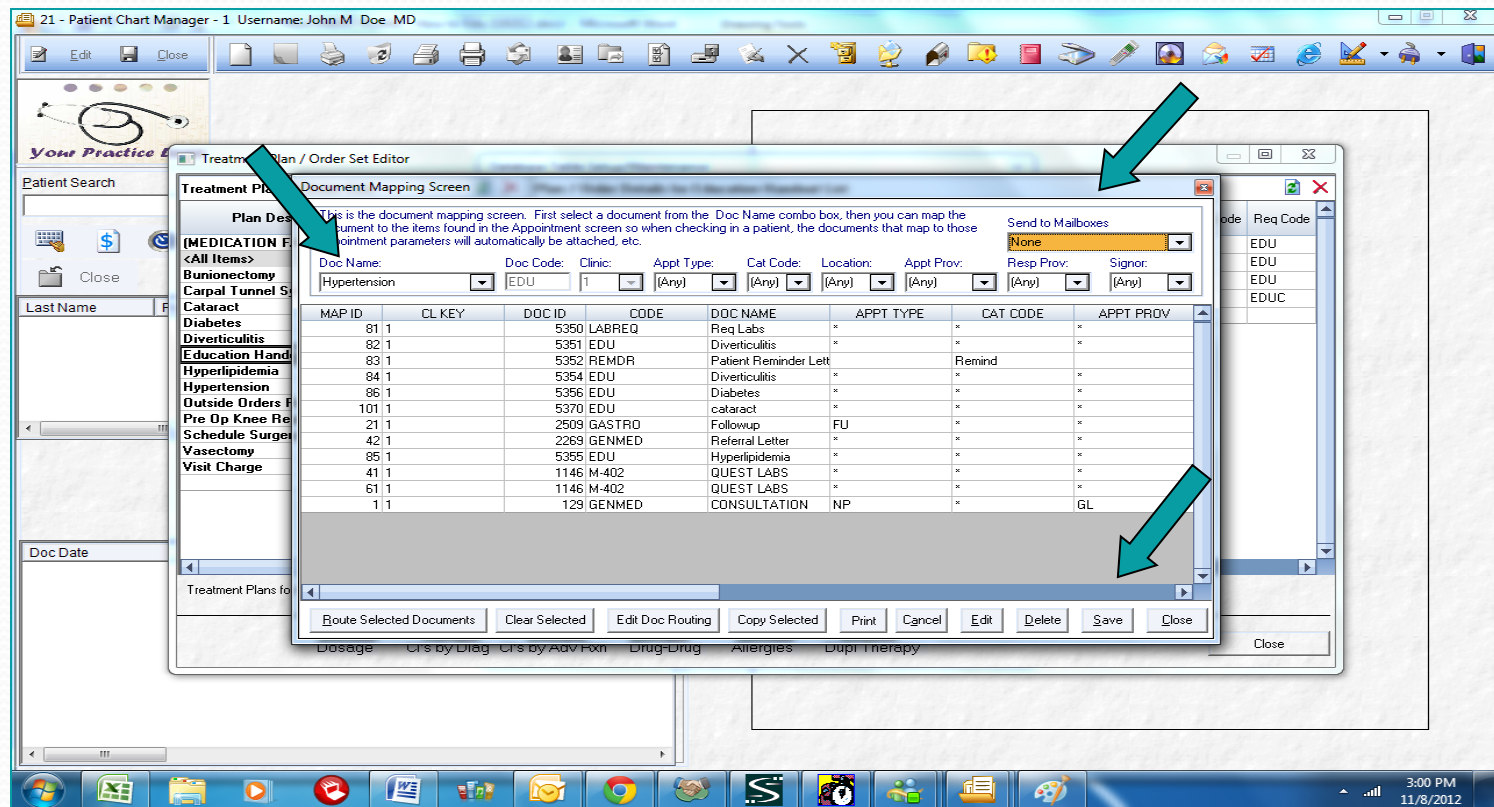 21 - Patient Chart Manager - 1 Username: John M Doe MD
Edit Close
Your Practice
Patient Search
Close
Last Name
Doc Date
Treatment Plan / Order Set Editor
Treatment Pl
Plan Des
(MEDICATION F
<All Items>
Bunionectomy
Carpal Tunnel S
Cataract
Diabetes
Diverticulitis
Education Hand
Hyperlipidemia
Hypertension
Outside Orders F
Pre Op Knee Re
Schedule Surger
Vasectomy
Visit Charge
Treatment Plans fo
ode Req Code
EDU
EDU
EDU
EDUC
Document Mapping Screen
This is the document mapping screen. First select a document from the Doc Name combo box, then you can map the
document to the items found in the Appointment screen so when checking in a patient, the documents that map to those
appointment parameters will automatically be attached, etc.
Send to Mailboxes
None
Doc Name: Doc Code: Clinic: Appt Type: Cat Code: Location: Appt Prov: Resp Prov: Signor:
Hypertension EDU 1 (Any) (Any) (Any) (Any) (Any) (Any)
MAP ID CL KEY DOC ID CODE DOC NAME APPT TYPE CAT CODE APPT PROV
81 1 5350 LABREQ Req Labs * * *
82 1 5351 EDU Diverticulitis * * *
83 1 5352 REMDR Patient Reminder Lett Remind
84 1 5354 EDU Diverticulitis * * *
86 1 5356 EDU Diabetes * * *
101 1 5370 EDU cataract * * *
21 1 2509 GASTRO Followup FU * *
42 1 2269 GENMED Referral Letter * * *
85 1 5355 EDU Hyperlipidemia * * *
41 1 1146 M-402 QUEST LABS * * *
61 1 1146 M-402 QUEST LABS * * *
1 1 129 GENMED CONSULTATION NP * GL
Route Selected Documents Clear Selected Edit Doc Routing Copy Selected Print Cancel Edit Delete Save Close
Dosage CI's by Diag CI's by Adv Rxn Drug-Drug Allergies Dupl Therapy
Close
3:00 PM
11/8/2012